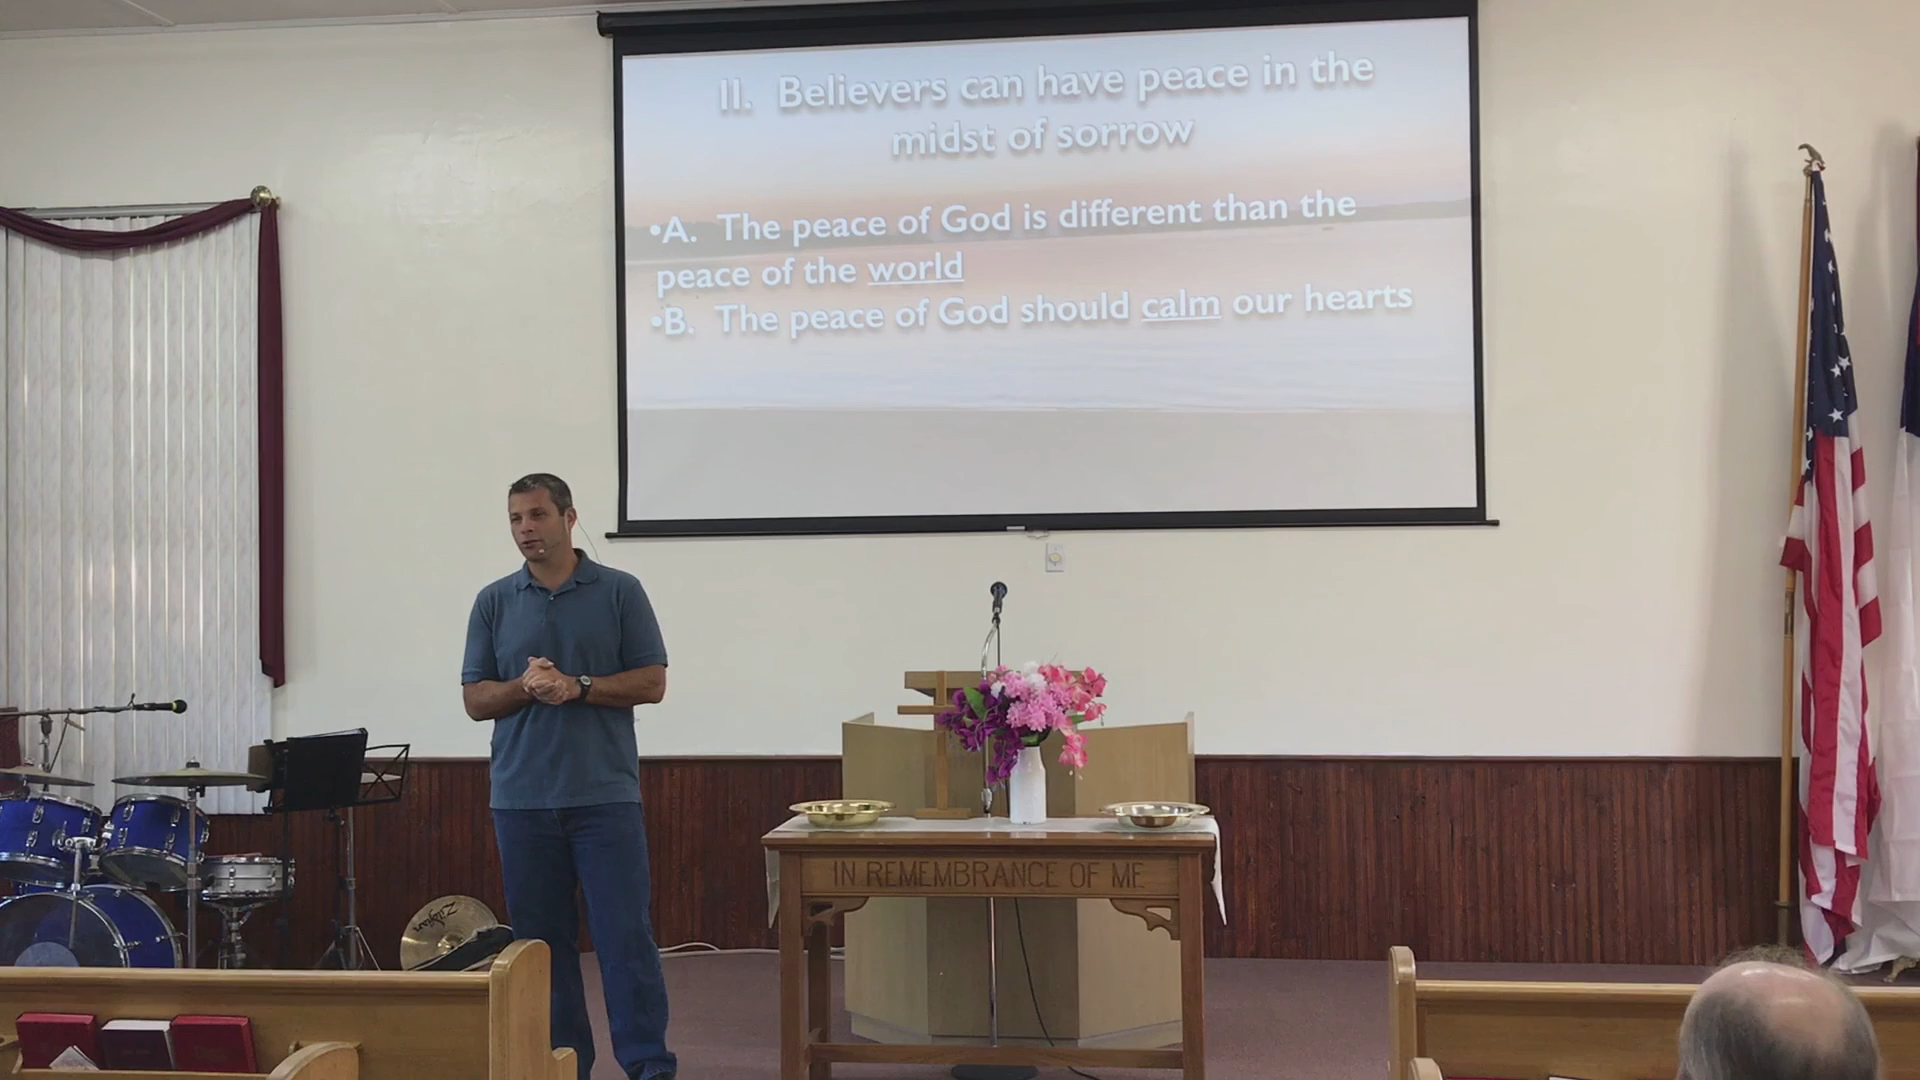 II. Believers can have peace in the
midst of sorrow
•A. The peace of God is different than the
peace of the world
•B. The peace of God should calm our hearts
IN REMEMBRANCE OF ME
Zildjian